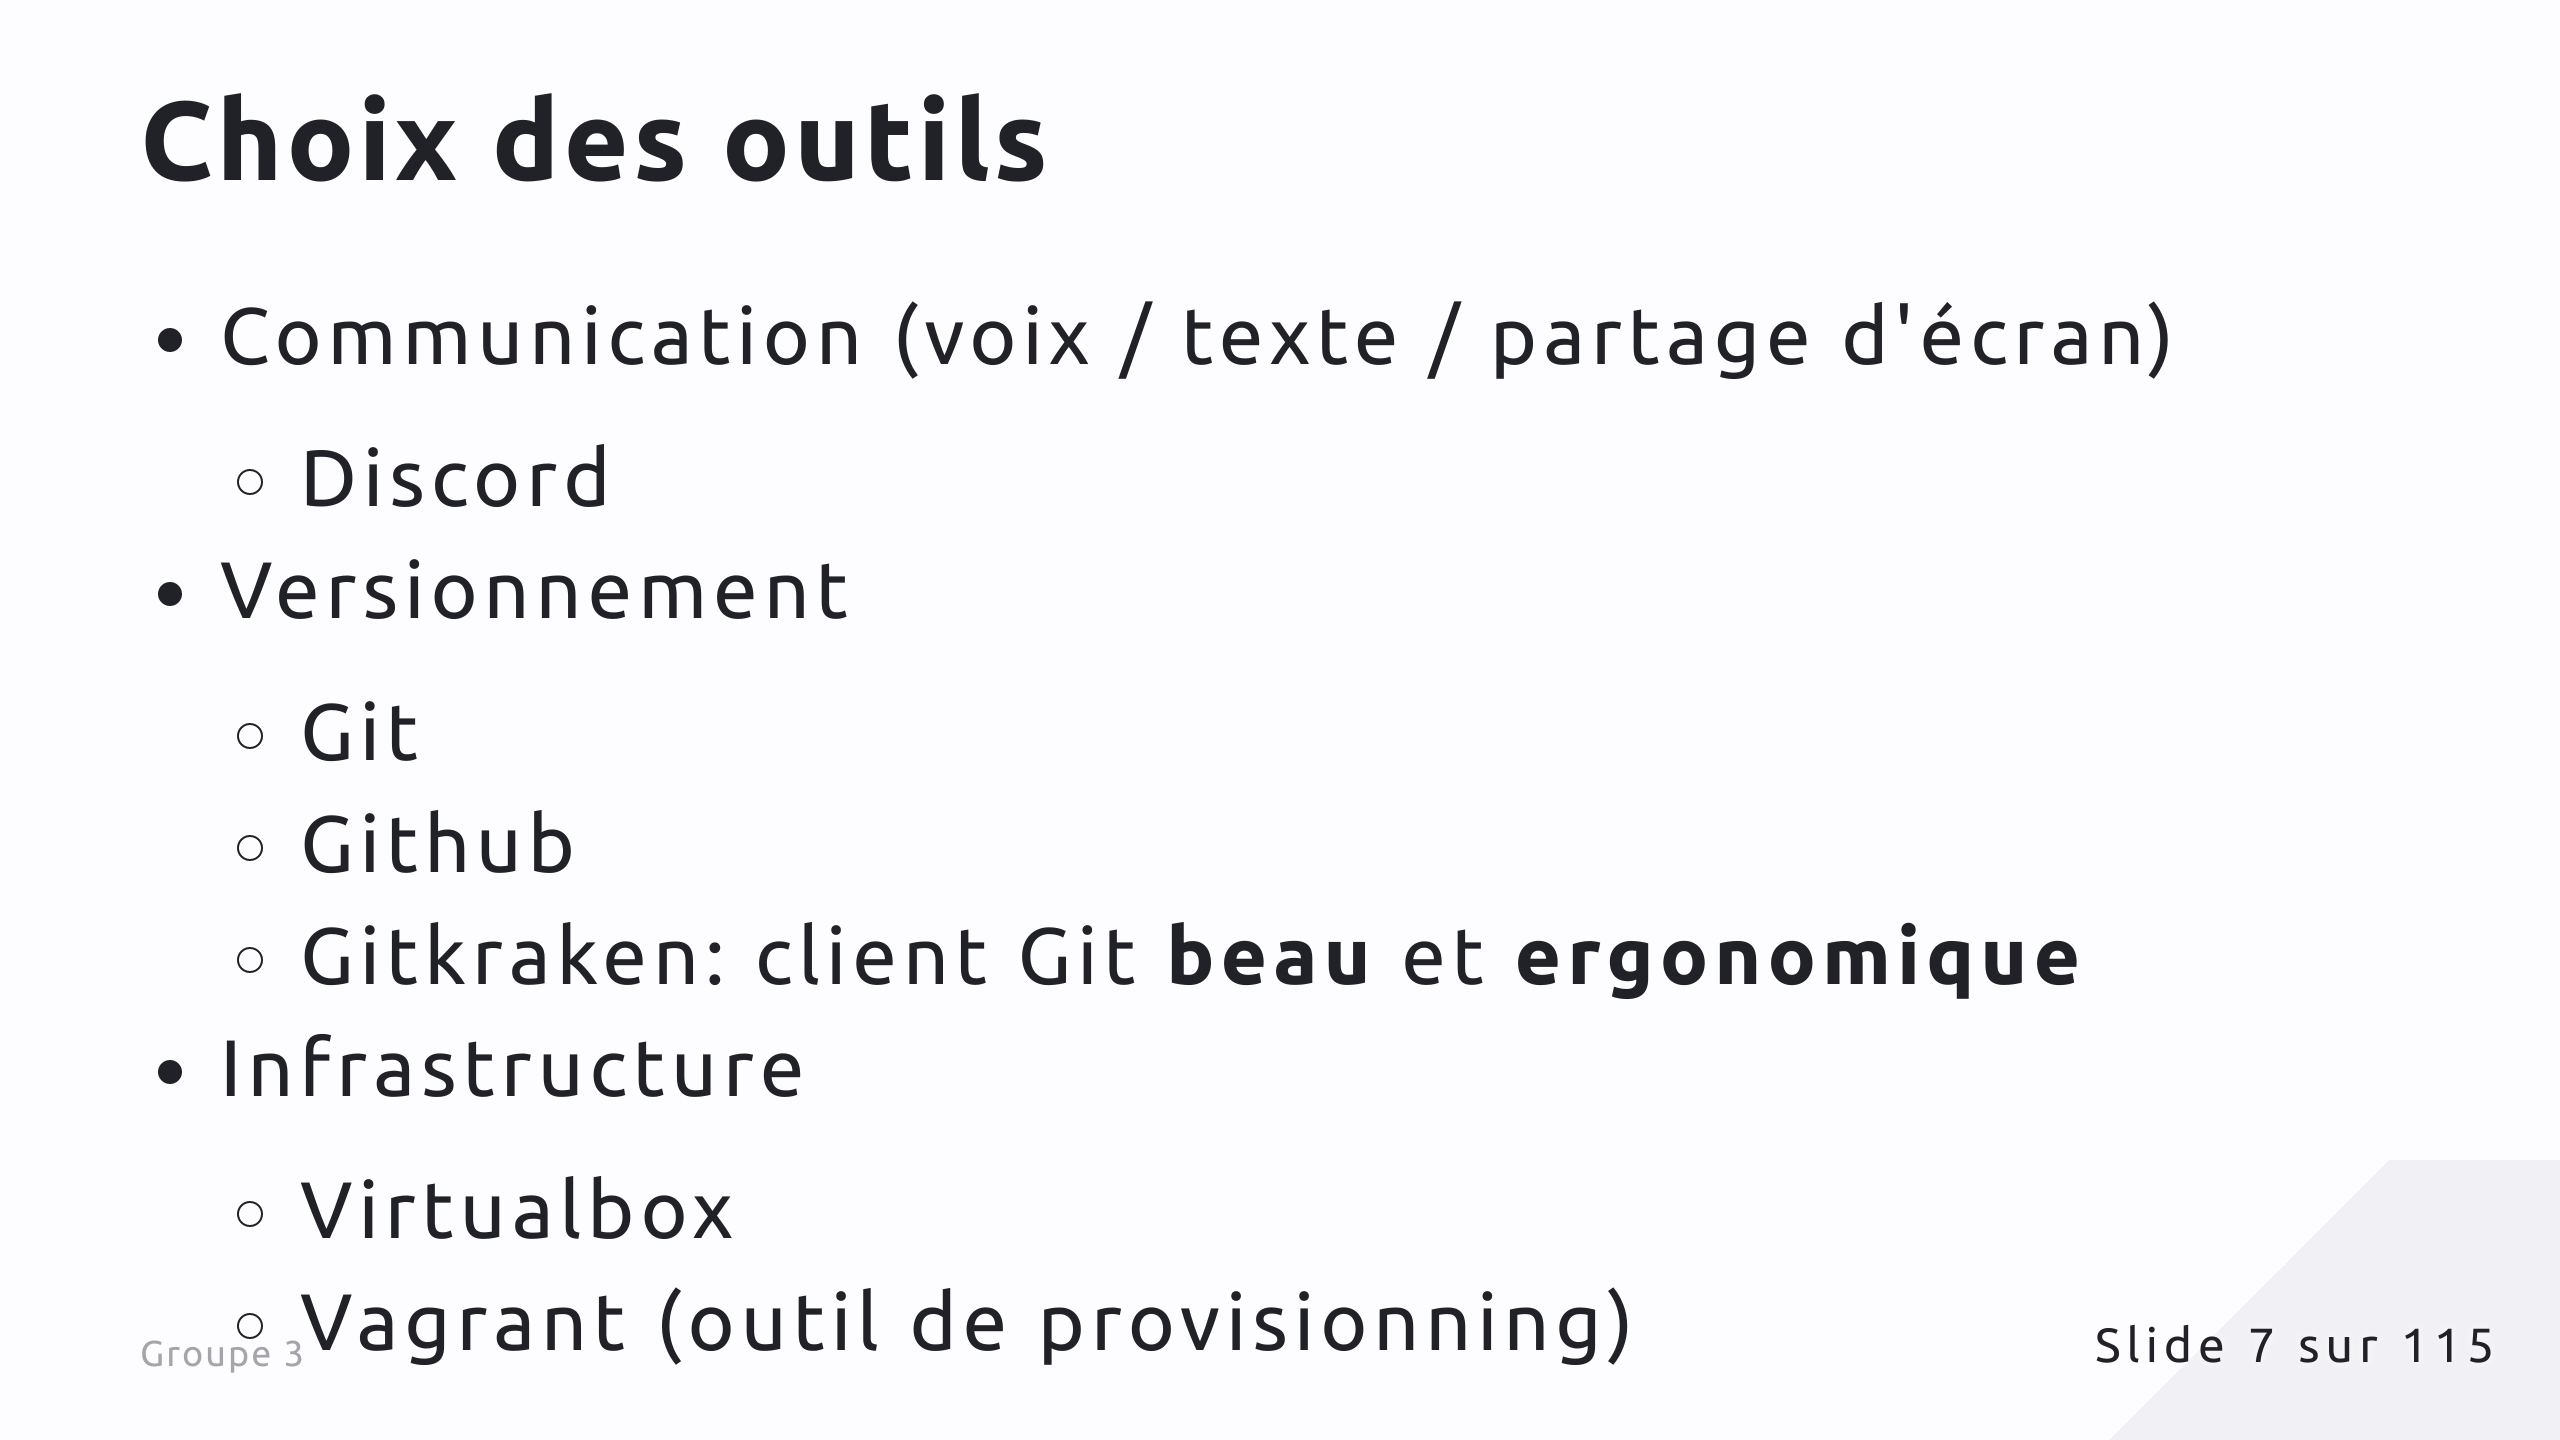 Choix des outils
• Communication (voix / texte / partage d'écran)
◦ Discord
• Versionnement
◦ Git
◦ Github
◦ Gitkraken: client Git beau et ergonomique
• Infrastructure
◦ Virtualbox
◦ Vagrant (outil de provisionning)
Groupe 3
Slide 7 sur 115